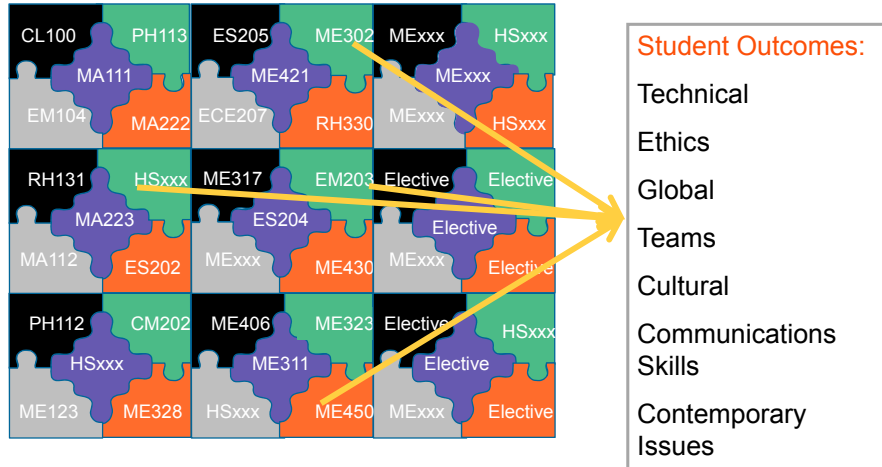 CL100 PH113 ES205 ME302 MExxx HSxxx
MA111 ME421 MExxx
EM104 MA222 ECE207 RH330 MExxx HSxxx
RH131 HSxxx ME317 EM203 Elective Elective
MA223 ES204 Elective
MA112 ES202 MExxx ME430 MExxx Elective
PH112 CM202 ME406 ME323 Elective HSxxx
HSxxx ME311 Elective
ME123 ME328 HSxxx ME450 MExxx Elective
Student Outcomes:
Technical
Ethics
Global
Teams
Cultural
Communications
Skills
Contemporary
Issues